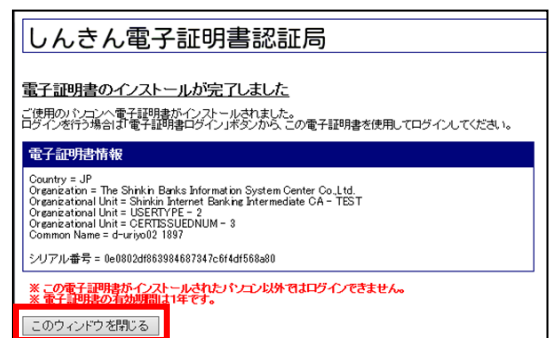 しんきん電子証明書認証局
電子証明書のインストールが完了しました
ご使用のパソコンへ電子証明書がインストールされました。
ログインを行う場合は「電子証明書ログイン」ボタンから、この電子証明書を使用してログインしてください。
電子証明書情報
Country = JP
Organization = The Shinkin Banks Information System Center Co.,Ltd.
Organizational Unit = Shinkin Internet Banking Intermediate CA - TEST
Organizational Unit = USERTYPE - 2
Organizational Unit = CERTISSUEDNUM - 3
Common Name = d-uriyo02 1897
シリアル番号 = 0e0802df863984687347c6f4df568a80
※ この電子証明書がインストールされたパソコン以外ではログインできません。
※ 電子証明書の有効期間は1年です。
このウィンドウを閉じる